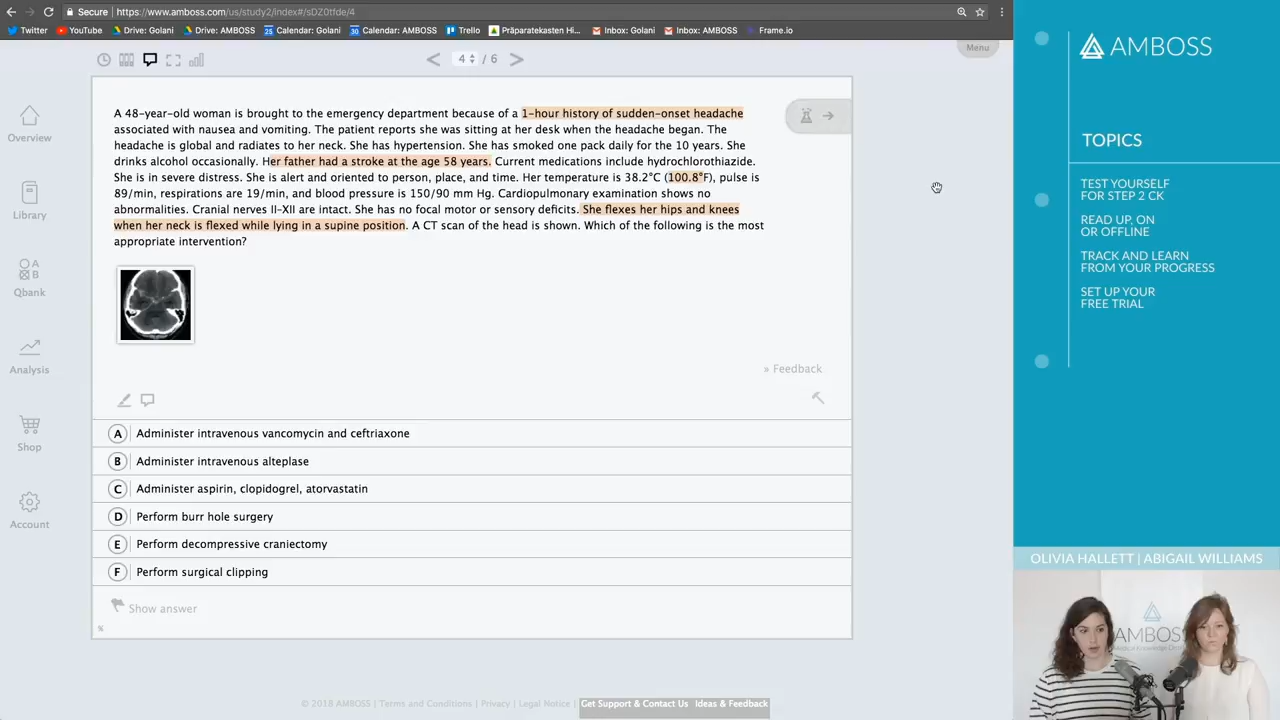 Secure
https://www.amboss.com/us/study2/index#/sDZ0tfde/4
Twitter
YouTube
Drive: Golani
Drive: AMBOSS
Calendar: Golani
Calendar: AMBOSS
Trello
Präparatekasten Hi...
Inbox: Golani
Inbox: AMBOSS
Frame.io
4 / 6
Menu
Overview
Library
Qbank
Analysis
Shop
Account
A 48-year-old woman is brought to the emergency department because of a 1-hour history of sudden-onset headache
associated with nausea and vomiting. The patient reports she was sitting at her desk when the headache began. The
headache is global and radiates to her neck. She has hypertension. She has smoked one pack daily for the 10 years. She
drinks alcohol occasionally. Her father had a stroke at the age 58 years. Current medications include hydrochlorothiazide.
She is in severe distress. She is alert and oriented to person, place, and time. Her temperature is 38.2°C (100.8°F), pulse is
89/min, respirations are 19/min, and blood pressure is 150/90 mm Hg. Cardiopulmonary examination shows no
abnormalities. Cranial nerves II-XII are intact. She has no focal motor or sensory deficits. She flexes her hips and knees
when her neck is flexed while lying in a supine position. A CT scan of the head is shown. Which of the following is the most
appropriate intervention?
» Feedback
A Administer intravenous vancomycin and ceftriaxone
B Administer intravenous alteplase
C Administer aspirin, clopidogrel, atorvastatin
D Perform burr hole surgery
E Perform decompressive craniectomy
F Perform surgical clipping
Show answer
© 2018 AMBOSS | Terms and Conditions | Privacy | Legal Notice | Get Support & Contact Us Ideas & Feedback
AMBOSS
TOPICS
TEST YOURSELF
FOR STEP 2 CK
READ UP, ON
OR OFFLINE
TRACK AND LEARN
FROM YOUR PROGRESS
SET UP YOUR
FREE TRIAL
OLIVIA HALLETT | ABIGAIL WILLIAMS
AMBOSS